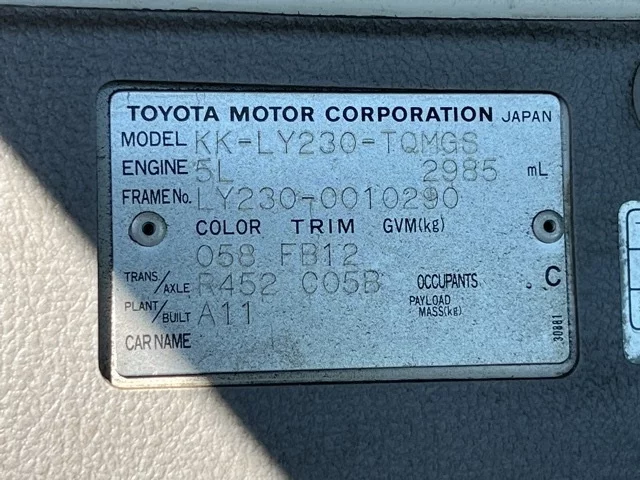 TOYOTA MOTOR CORPORATION JAPAN
MODEL KK-LY230-TQMGS
ENGINE 5L 2985 mL
FRAME No. LY230-0010290
COLOR TRIM GVM(kg)
058 FB12
TRANS./AXLE R452 C05B OCCUPANTS C
PLANT/BUILT A11 PAYLOAD MASS(kg)
CAR NAME
30881